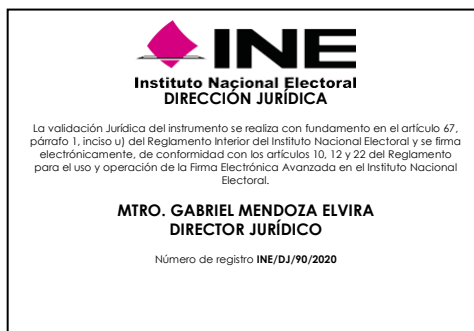 INE
Instituto Nacional Electoral
DIRECCIÓN JURÍDICA
La validación Jurídica del instrumento se realiza con fundamento en el artículo 67,
párrafo 1, inciso u) del Reglamento Interior del Instituto Nacional Electoral y se firma
electrónicamente, de conformidad con los artículos 10, 12 y 22 del Reglamento
para el uso y operación de la Firma Electrónica Avanzada en el Instituto Nacional
Electoral.
MTRO. GABRIEL MENDOZA ELVIRA
DIRECTOR JURÍDICO
Número de registro INE/DJ/90/2020